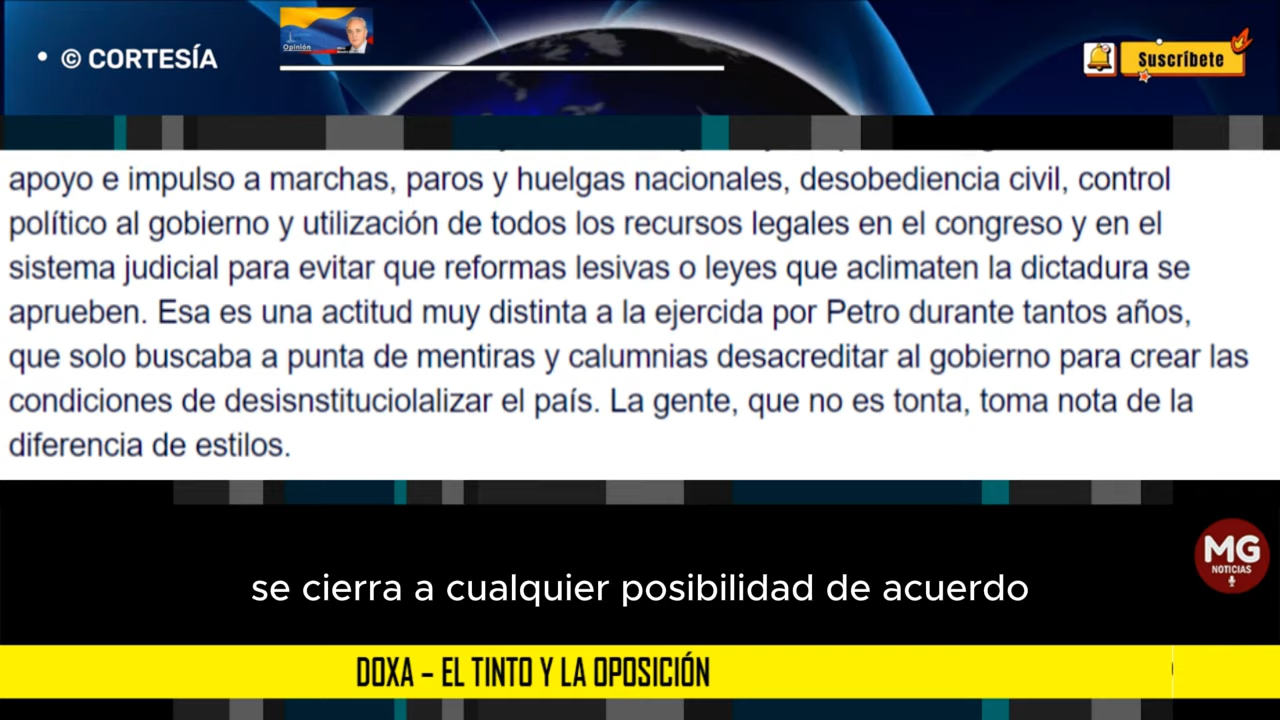 • © CORTESÍA
Opinión
Suscríbete
apoyo e impulso a marchas, paros y huelgas nacionales, desobediencia civil, control
político al gobierno y utilización de todos los recursos legales en el congreso y en el
sistema judicial para evitar que reformas lesivas o leyes que aclimaten la dictadura se
aprueben. Esa es una actitud muy distinta a la ejercida por Petro durante tantos años,
que solo buscaba a punta de mentiras y calumnias desacreditar al gobierno para crear las
condiciones de desisnstituciolalizar el país. La gente, que no es tonta, toma nota de la
diferencia de estilos.
MG
NOTICIAS
se cierra a cualquier posibilidad de acuerdo
DOXA – EL TINTO Y LA OPOSICIÓN